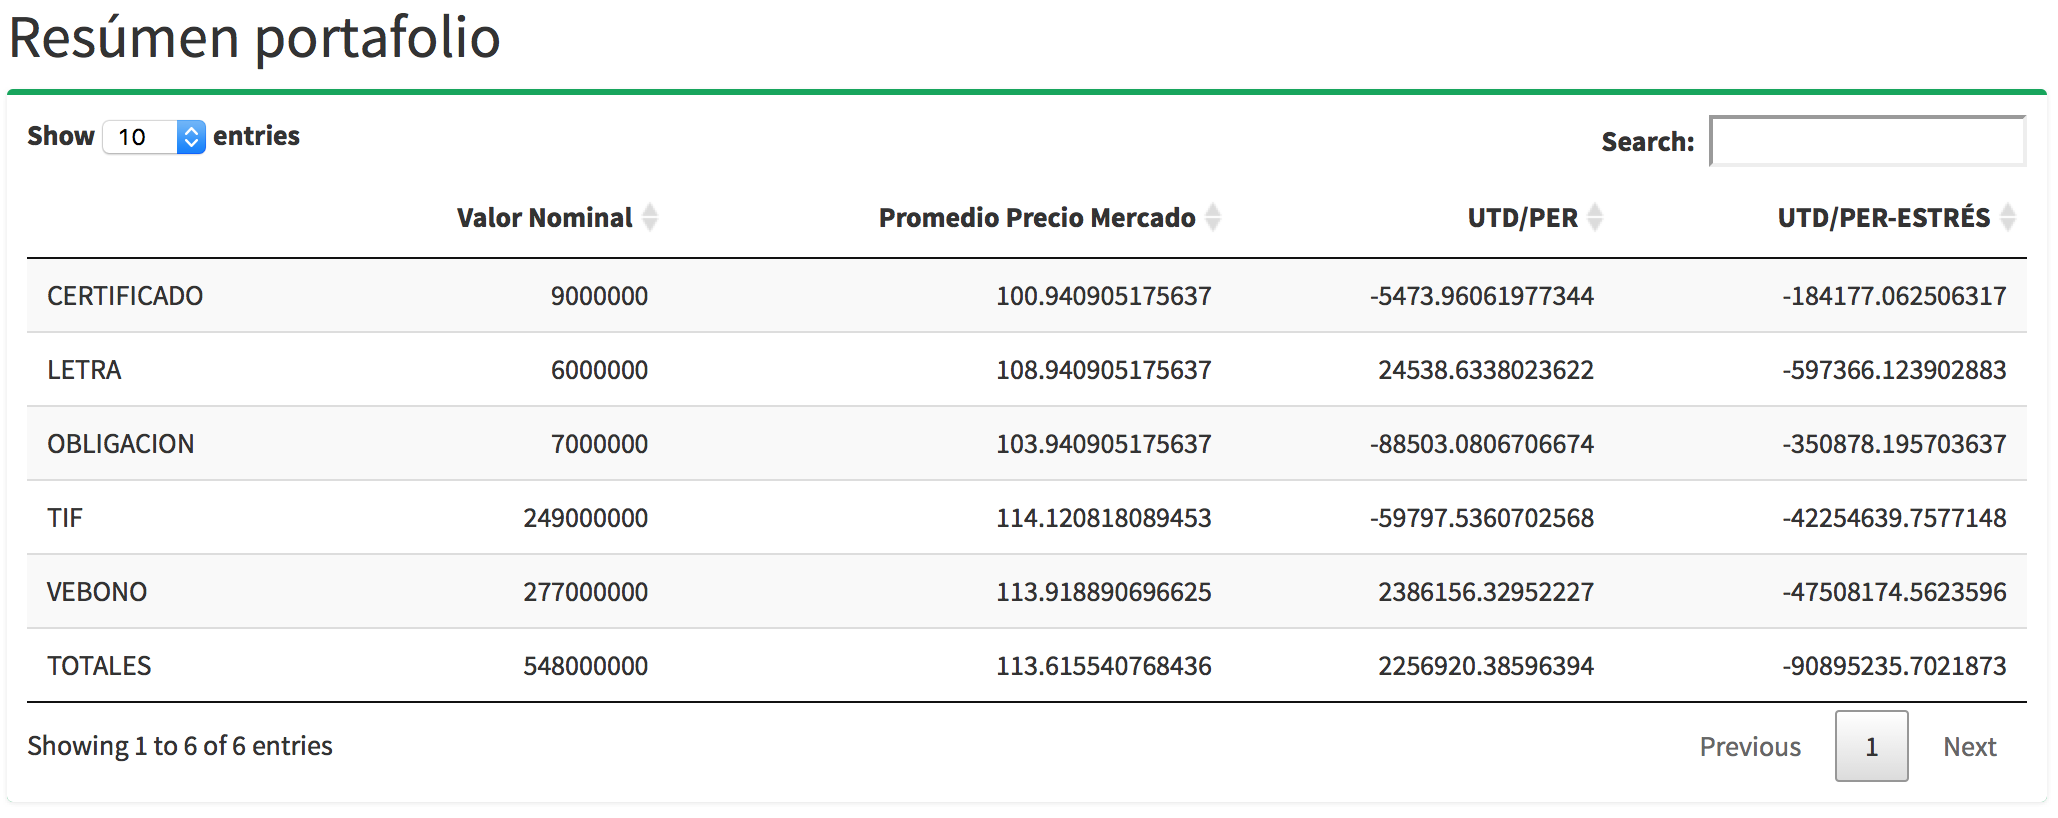 Resúmen portafolio
Show 10 entries Search:
Valor Nominal Promedio Precio Mercado UTD/PER UTD/PER-ESTRÉS
CERTIFICADO 9000000 100.940905175637 -5473.96061977344 -184177.062506317
LETRA 6000000 108.940905175637 24538.6338023622 -597366.123902883
OBLIGACION 7000000 103.940905175637 -88503.0806706674 -350878.195703637
TIF 249000000 114.120818089453 -59797.5360702568 -42254639.7577148
VEBONO 277000000 113.918890696625 2386156.32952227 -47508174.5623596
TOTALES 548000000 113.615540768436 2256920.38596394 -90895235.7021873
Showing 1 to 6 of 6 entries Previous 1 Next